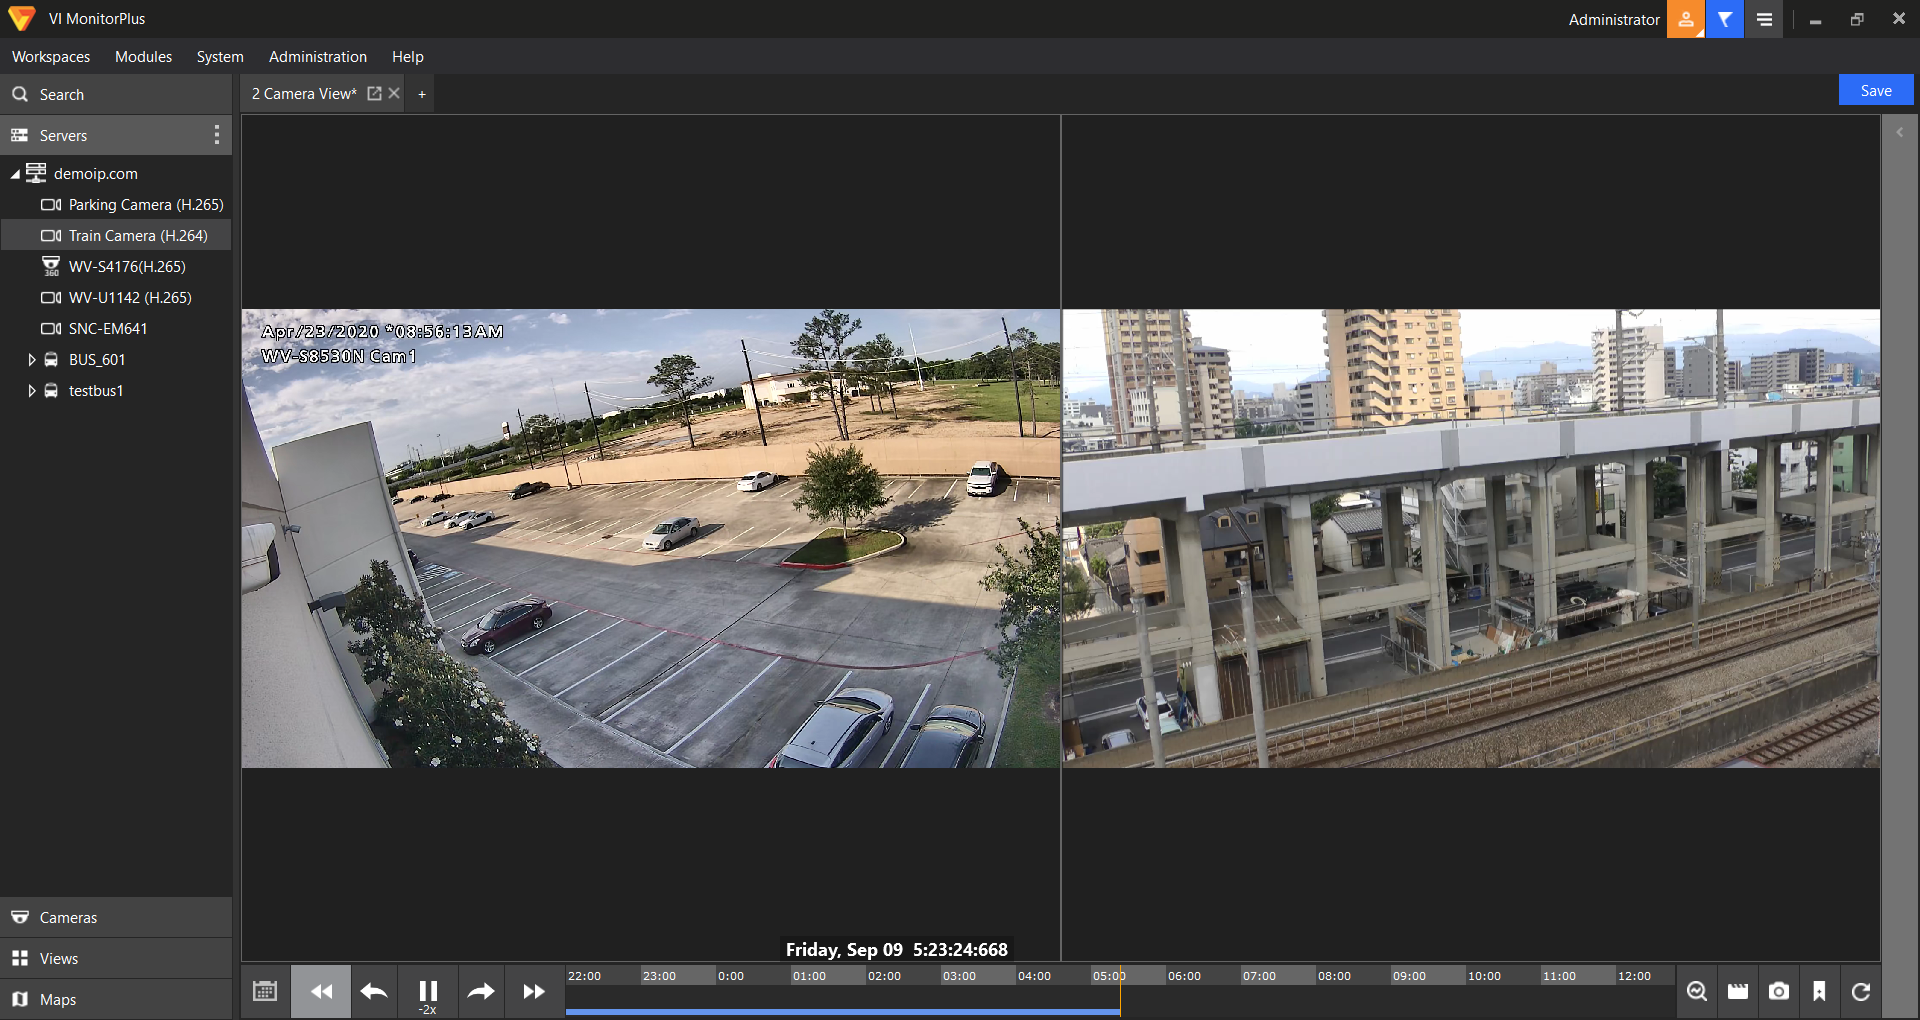 VI MonitorPlus
Administrator
Workspaces Modules System Administration Help
Search
2 Camera View* +
Save
Servers
demoip.com
Parking Camera (H.265)
Train Camera (H.264)
360 WV-S4176(H.265)
WV-U1142 (H.265)
SNC-EM641
BUS_601
testbus1
Apr/23/2020 *08:56:13AM
WV-S8530N Cam1
Cameras
Views
Maps
Friday, Sep 09 5:23:24:668
-2x
22:00 23:00 0:00 01:00 02:00 03:00 04:00 05:00 06:00 07:00 08:00 09:00 10:00 11:00 12:00